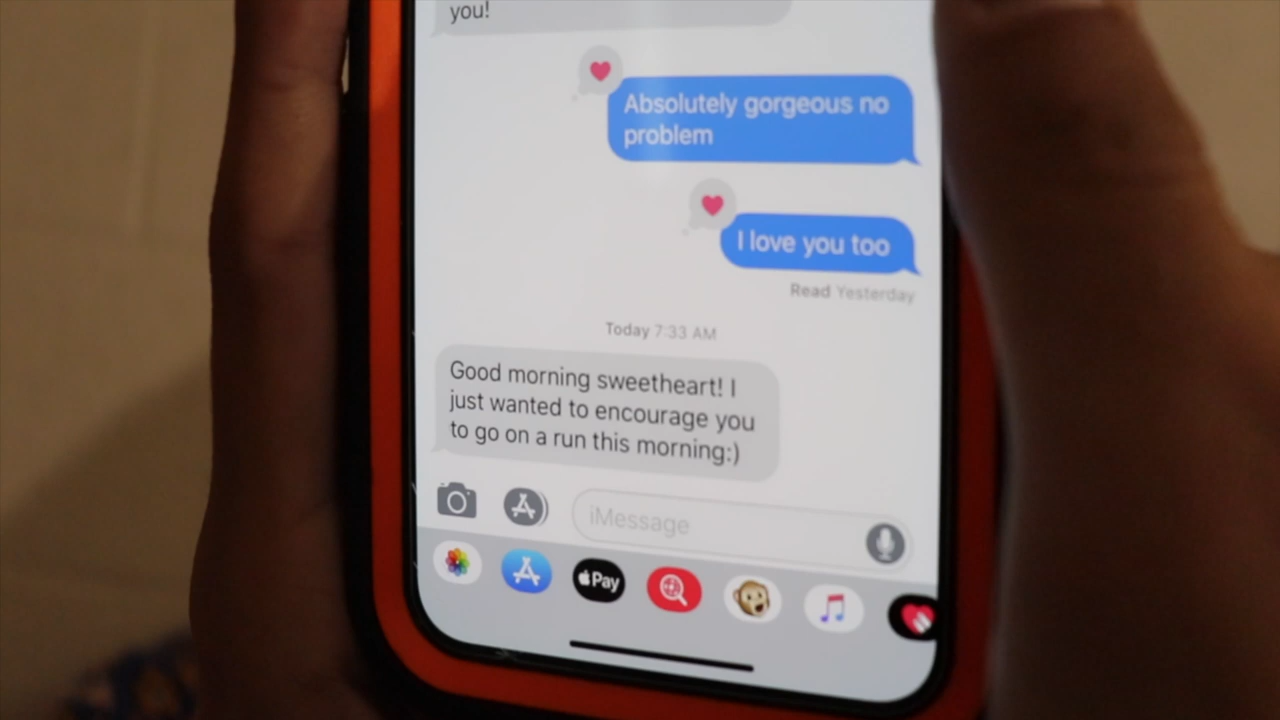 you!
Absolutely gorgeous no
problem
I love you too
Read Yesterday
Today 7:33 AM
Good morning sweetheart! I
just wanted to encourage you
to go on a run this morning:)
iMessage
Pay